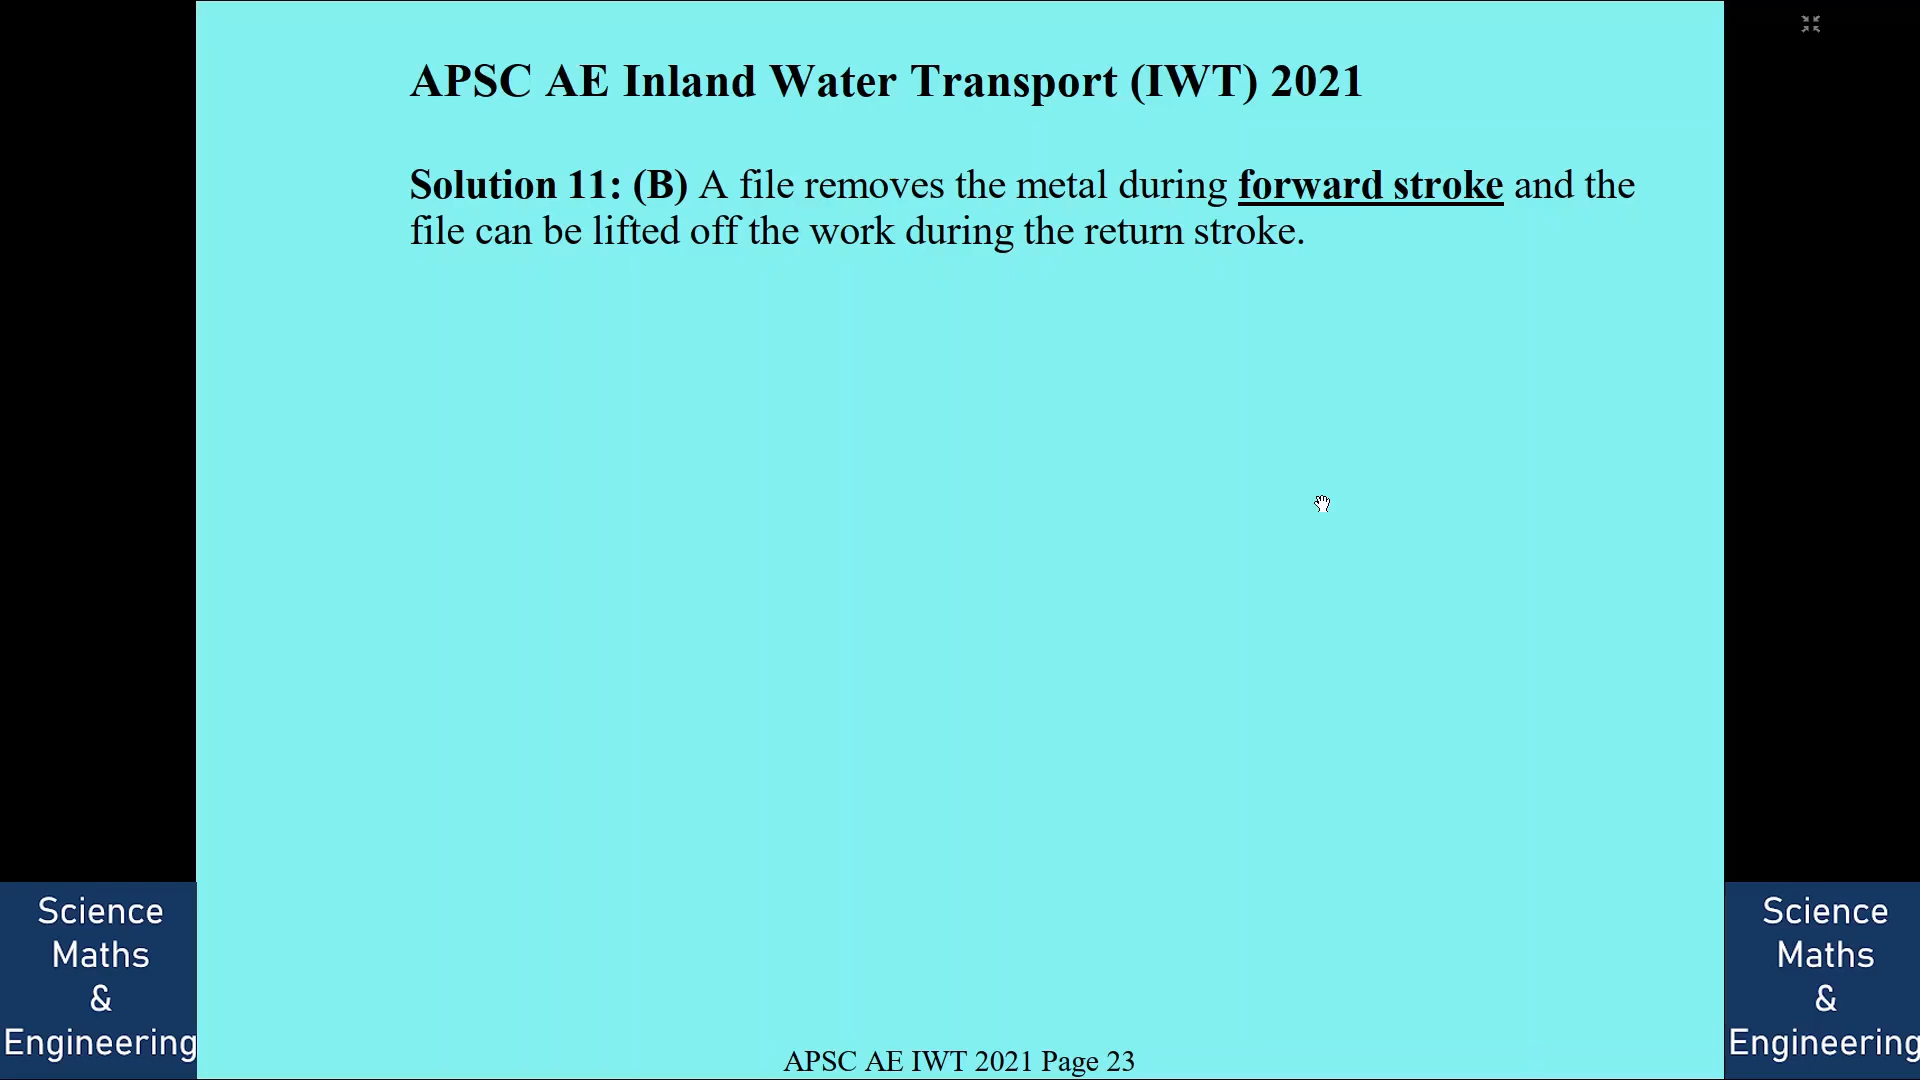 APSC AE Inland Water Transport (IWT) 2021
Solution 11: (B) A file removes the metal during forward stroke and the
file can be lifted off the work during the return stroke.
Science
Maths
&
Engineering
Science
Maths
&
Engineering
APSC AE IWT 2021 Page 23